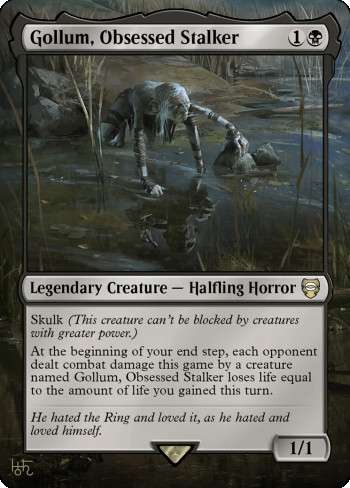 Gollum, Obsessed Stalker 1
Legendary Creature — Halfling Horror
Skulk (This creature can't be blocked by creatures
with greater power.)
At the beginning of your end step, each opponent
dealt combat damage this game by a creature
named Gollum, Obsessed Stalker loses life equal
to the amount of life you gained this turn.
He hated the Ring and loved it, as he hated and
loved himself.
1/1